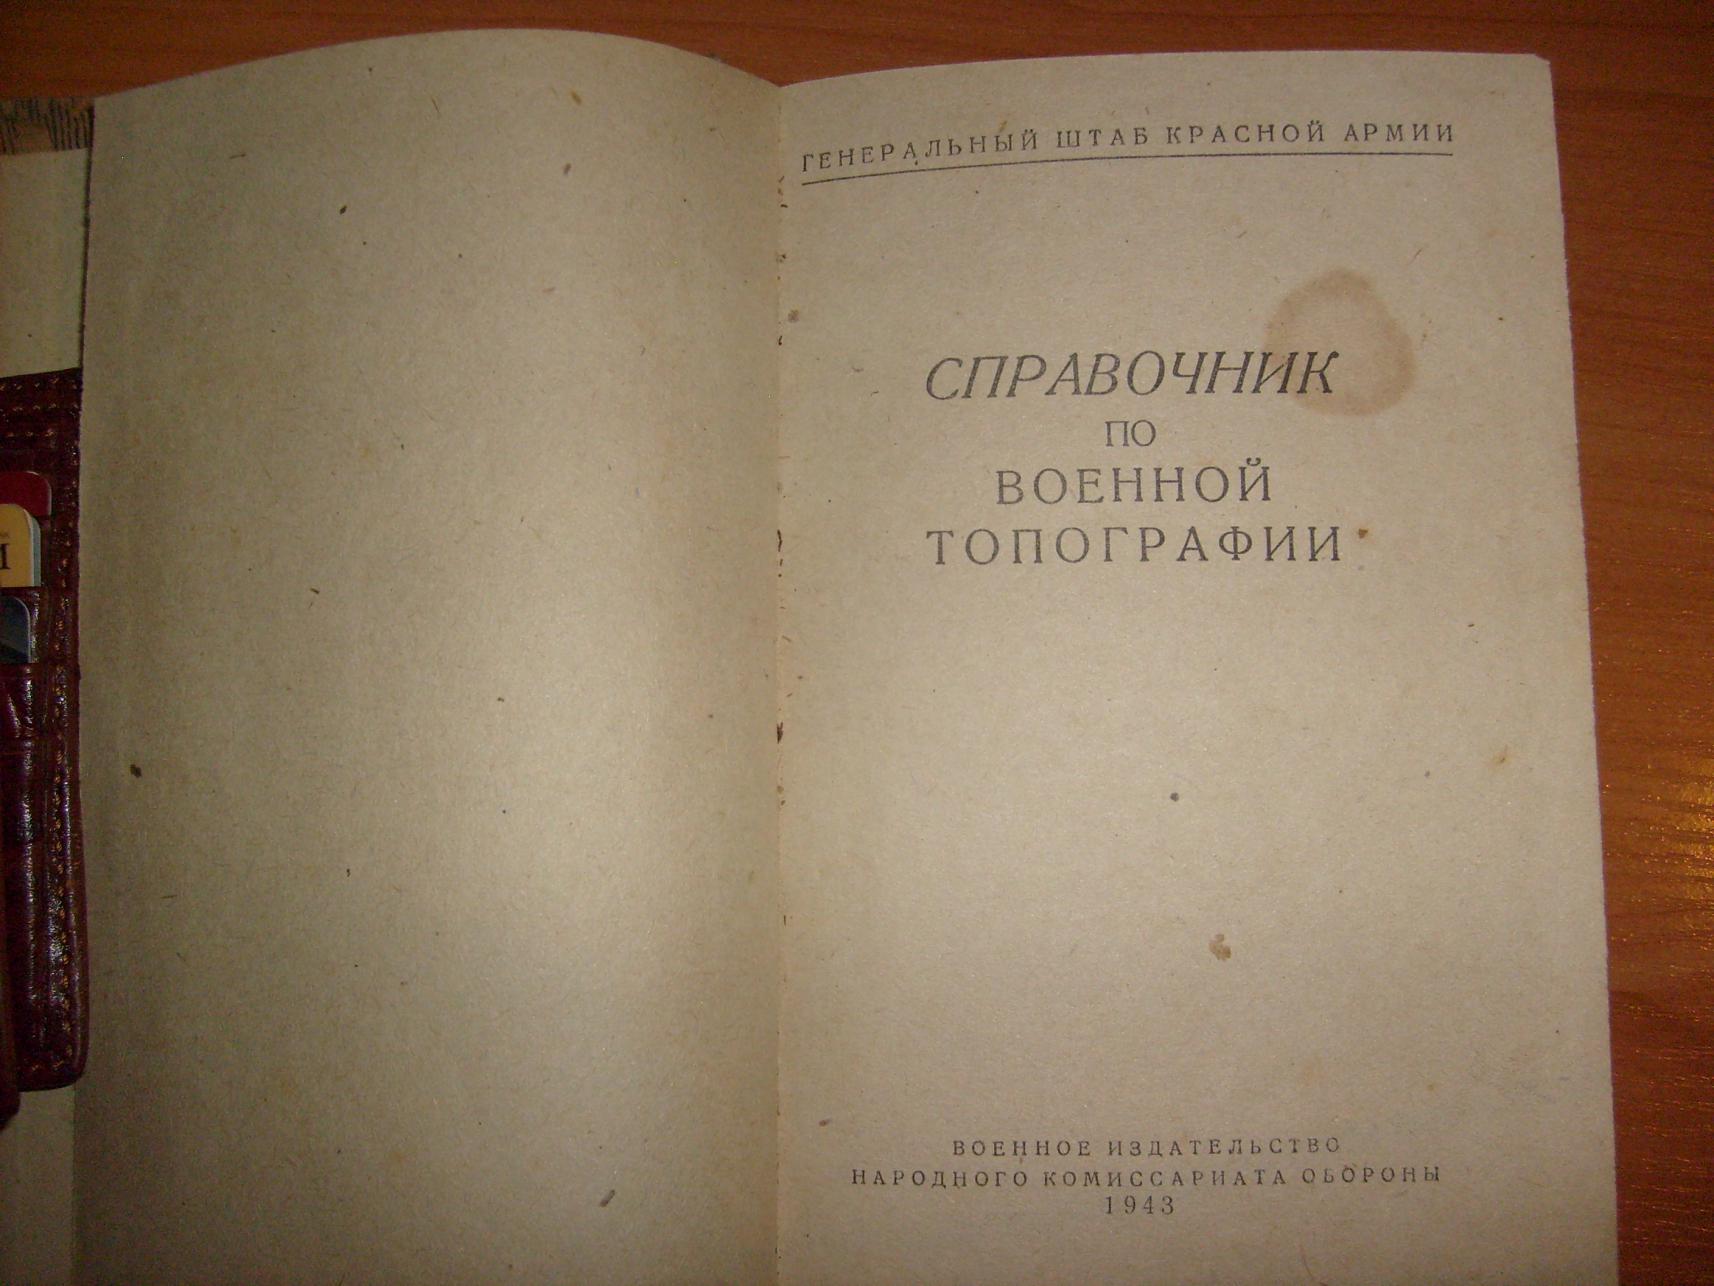 ГЕНЕРАЛЬНЫЙ ШТАБ КРАСНОЙ АРМИИ
СПРАВОЧНИК
ПО
ВОЕННОЙ
ТОПОГРАФИИ
ВОЕННОЕ ИЗДАТЕЛЬСТВО
НАРОДНОГО КОМИССАРИАТА ОБОРОНЫ
1943